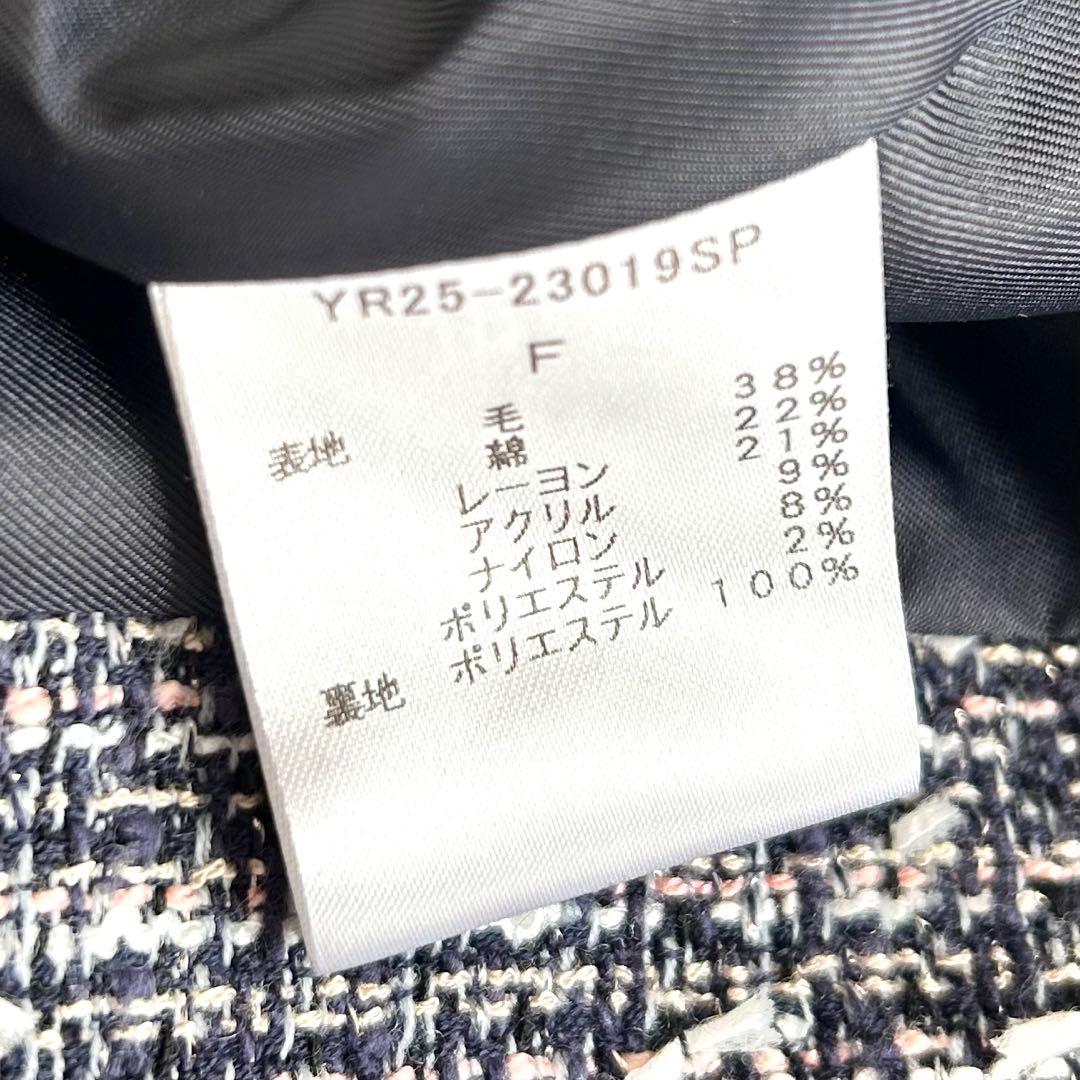 YR25-23019SP
F
表地 毛 38%
綿 22%
レーヨン 21%
アクリル 9%
ナイロン 8%
ポリエステル 2%
裏地 ポリエステル 100%